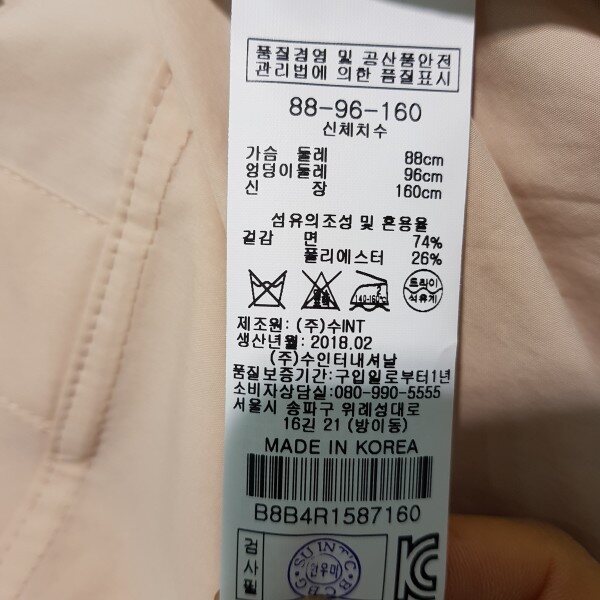 품질경영 및 공산품안전
관리법에 의한 품질표시
88-96-160
신체치수
가슴 둘레 88cm
엉덩이둘레 96cm
신 장 160cm
섬유의조성 및 혼용율
겉감 면 74%
폴리에스터 26%
140-160℃
드라이
석유계
제조원: (주)수INT
생산년월: 2018.02
(주)수인터내셔날
품질보증기간:구입일로부터1년
소비자상담실:080-990-5555
서울시 송파구 위례성대로
16길 21 (방이동)
MADE IN KOREA
B8B4R1587160
검
사
필
SU INT'C
B C B G